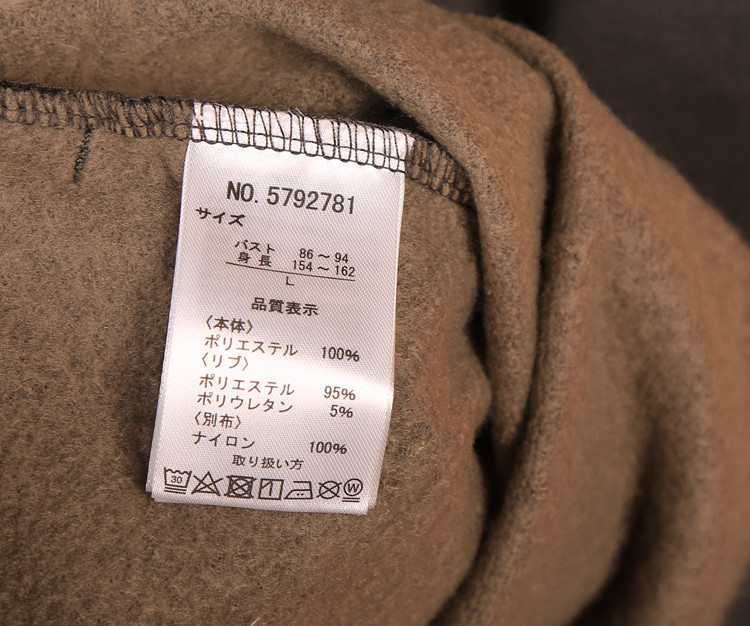 NO. 5792781
サイズ
バスト 86～94
身長 154～162
L
品質表示
〈本体〉
ポリエステル 100%
〈リブ〉
ポリエステル 95%
ポリウレタン 5%
〈別布〉
ナイロン 100%
取り扱い方
30 W